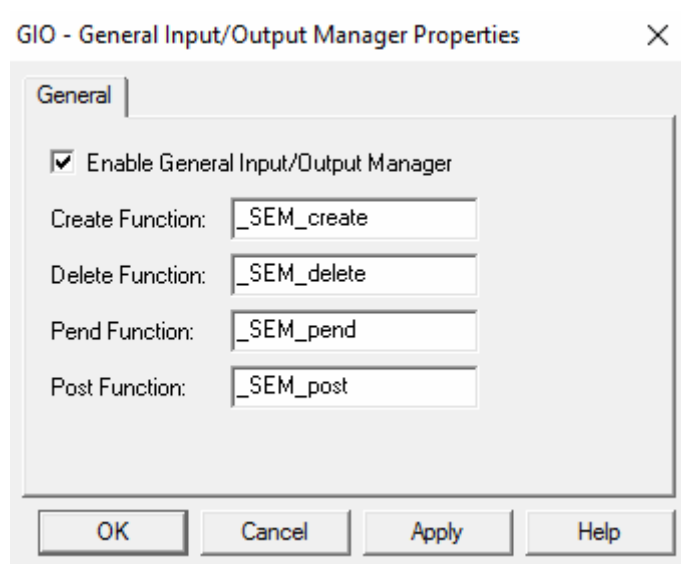 GIO - General Input/Output Manager Properties
General
Enable General Input/Output Manager
Create Function: _SEM_create
Delete Function: _SEM_delete
Pend Function: _SEM_pend
Post Function: _SEM_post
OK Cancel Apply Help